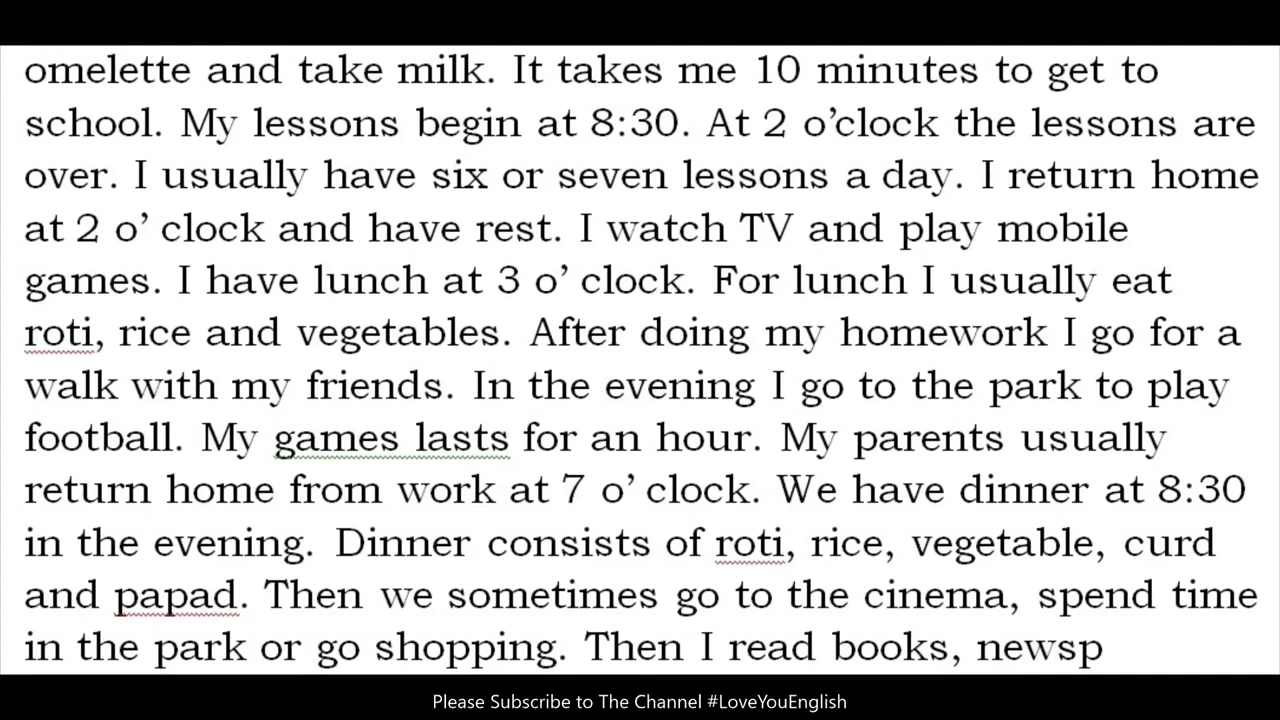 omelette and take milk. It takes me 10 minutes to get to
school. My lessons begin at 8:30. At 2 o’clock the lessons are
over. I usually have six or seven lessons a day. I return home
at 2 o’ clock and have rest. I watch TV and play mobile
games. I have lunch at 3 o’ clock. For lunch I usually eat
roti, rice and vegetables. After doing my homework I go for a
walk with my friends. In the evening I go to the park to play
football. My games lasts for an hour. My parents usually
return home from work at 7 o’ clock. We have dinner at 8:30
in the evening. Dinner consists of roti, rice, vegetable, curd
and papad. Then we sometimes go to the cinema, spend time
in the park or go shopping. Then I read books, newsp
Please Subscribe to The Channel #LoveYouEnglish